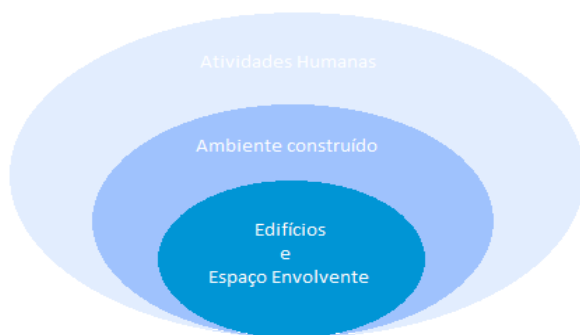 Atividades Humanas
Ambiente construído
Edifícios
e
Espaço Envolvente